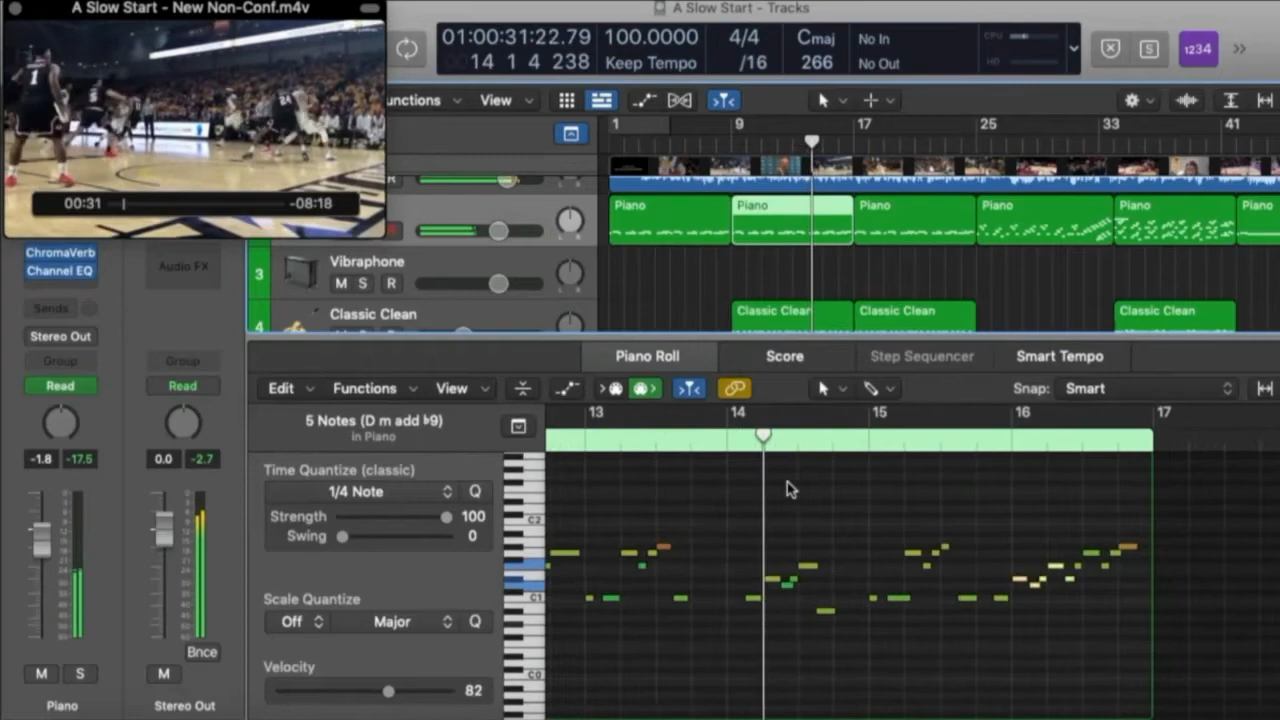 A Slow Start - New Non-Conf.m4v
A Slow Start - Tracks
01:00:31:22.79
14 1 4 238
100.0000
Keep Tempo
4/4
/16
Cmaj
266
No In
No Out
CPU
HD
S
1234
1
24
00:31
-08:18
unctions
View
1
9
17
25
33
41
R
Piano
Piano
Piano
Piano
Piano
Piano
L R
3
Vibraphone
M S R
L R
4
Classic Clean
Classic Clean
Classic Clean
Classic Clean
ChromaVerb
Channel EQ
Audio FX
Sends
Stereo Out
Group
Group
Read
Read
-1.8
-17.5
0.0
-2.7
Bnce
M
S
M
Piano
Stereo Out
Piano Roll
Score
Step Sequencer
Smart Tempo
Edit
Functions
View
Snap:
Smart
5 Notes (D m add ♭9)
in Piano
13
14
15
16
17
Time Quantize (classic)
1/4 Note
Q
Strength
100
Swing
0
Scale Quantize
Off
Major
Q
Velocity
82
C2
C1
C0